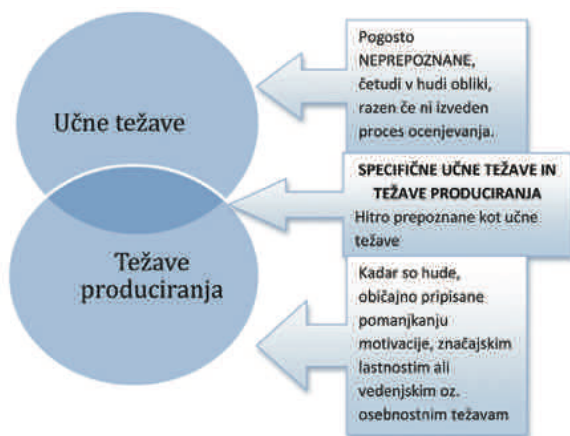 Učne težave
Težave
produciranja
Pogosto
NEPREPOZNANE,
četudi v hudi obliki,
razen če ni izveden
proces ocenjevanja.
SPECIFIČNE UČNE TEŽAVE IN
TEŽAVE PRODUCIRANJA
Hitro prepoznane kot učne
težave
Kadar so hude,
običajno pripisane
pomanjkanju
motivacije, značajskim
lastnostim ali
vedenjskim oz.
osebnostnim težavam